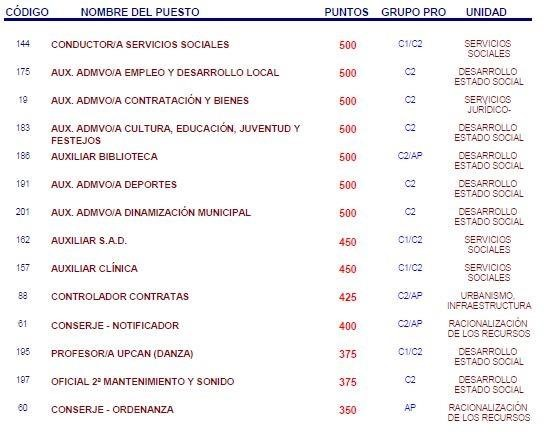 CÓDIGO NOMBRE DEL PUESTO PUNTOS GRUPO PRO UNIDAD
144 CONDUCTOR/A SERVICIOS SOCIALES 500 C1/C2 SERVICIOS
SOCIALES
175 AUX. ADMVO/A EMPLEO Y DESARROLLO LOCAL 500 C2 DESARROLLO
ESTADO SOCIAL
19 AUX. ADMVO/A CONTRATACIÓN Y BIENES 500 C2 SERVICIOS
JURÍDICO-
183 AUX. ADMVO/A CULTURA, EDUCACIÓN, JUVENTUD Y 500 C2 DESARROLLO
FESTEJOS ESTADO SOCIAL
186 AUXILIAR BIBLIOTECA 500 C2/AP DESARROLLO
ESTADO SOCIAL
191 AUX. ADMVO/A DEPORTES 500 C2 DESARROLLO
ESTADO SOCIAL
201 AUX. ADMVO/A DINAMIZACIÓN MUNICIPAL 500 C2 DESARROLLO
ESTADO SOCIAL
162 AUXILIAR S.A.D. 450 C1/C2 SERVICIOS
SOCIALES
157 AUXILIAR CLÍNICA 450 C1/C2 SERVICIOS
SOCIALES
88 CONTROLADOR CONTRATAS 425 C2/AP URBANISMO,
INFRAESTRUCTURA
61 CONSERJE - NOTIFICADOR 400 C2/AP RACIONALIZACIÓN
DE LOS RECURSOS
195 PROFESOR/A UPCAN (DANZA) 375 C1/C2 DESARROLLO
ESTADO SOCIAL
197 OFICIAL 2ª MANTENIMIENTO Y SONIDO 375 C2 DESARROLLO
ESTADO SOCIAL
60 CONSERJE - ORDENANZA 350 AP RACIONALIZACIÓN
DE LOS RECURSOS